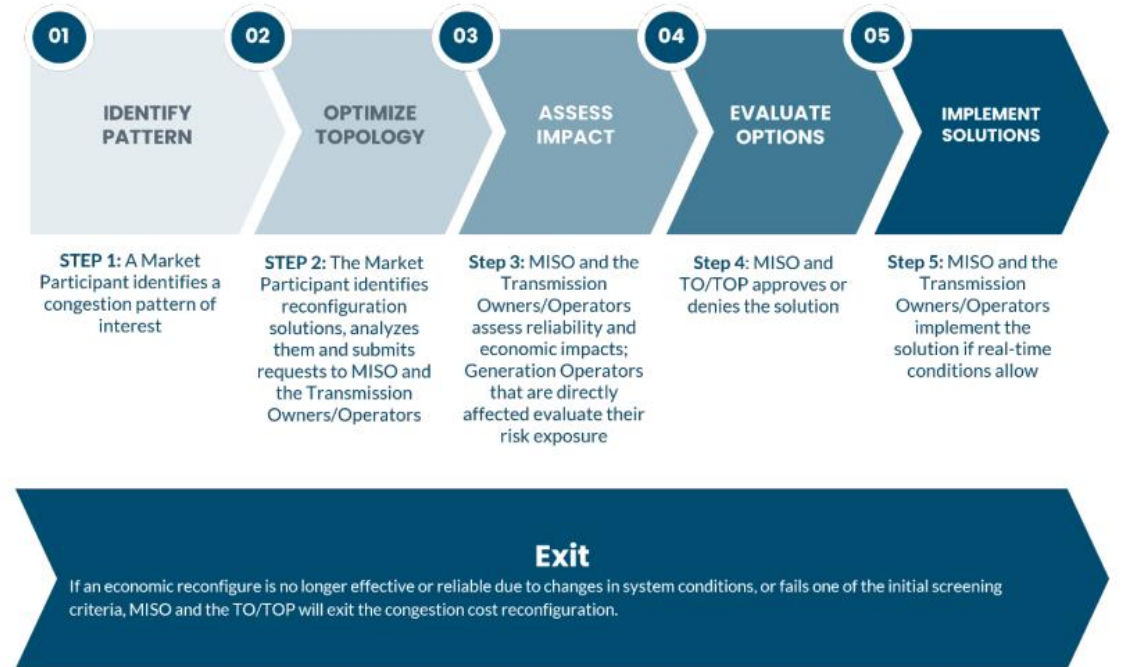 01
02
03
04
05
IDENTIFY
PATTERN
OPTIMIZE
TOPOLOGY
ASSESS
IMPACT
EVALUATE
OPTIONS
IMPLEMENT
SOLUTIONS
STEP 1: A Market
Participant identifies a
congestion pattern of
interest
STEP 2: The Market
Participant identifies
reconfiguration
solutions, analyzes
them and submits
requests to MISO and
the Transmission
Owners/Operators
Step 3: MISO and the
Transmission
Owners/Operators
assess reliability and
economic impacts;
Generation Operators
that are directly
affected evaluate their
risk exposure
Step 4: MISO and
TO/TOP approves or
denies the solution
Step 5: MISO and the
Transmission
Owners/Operators
implement the
solution if real-time
conditions allow
Exit
If an economic reconfigure is no longer effective or reliable due to changes in system conditions, or fails one of the initial screening
criteria, MISO and the TO/TOP will exit the congestion cost reconfiguration.